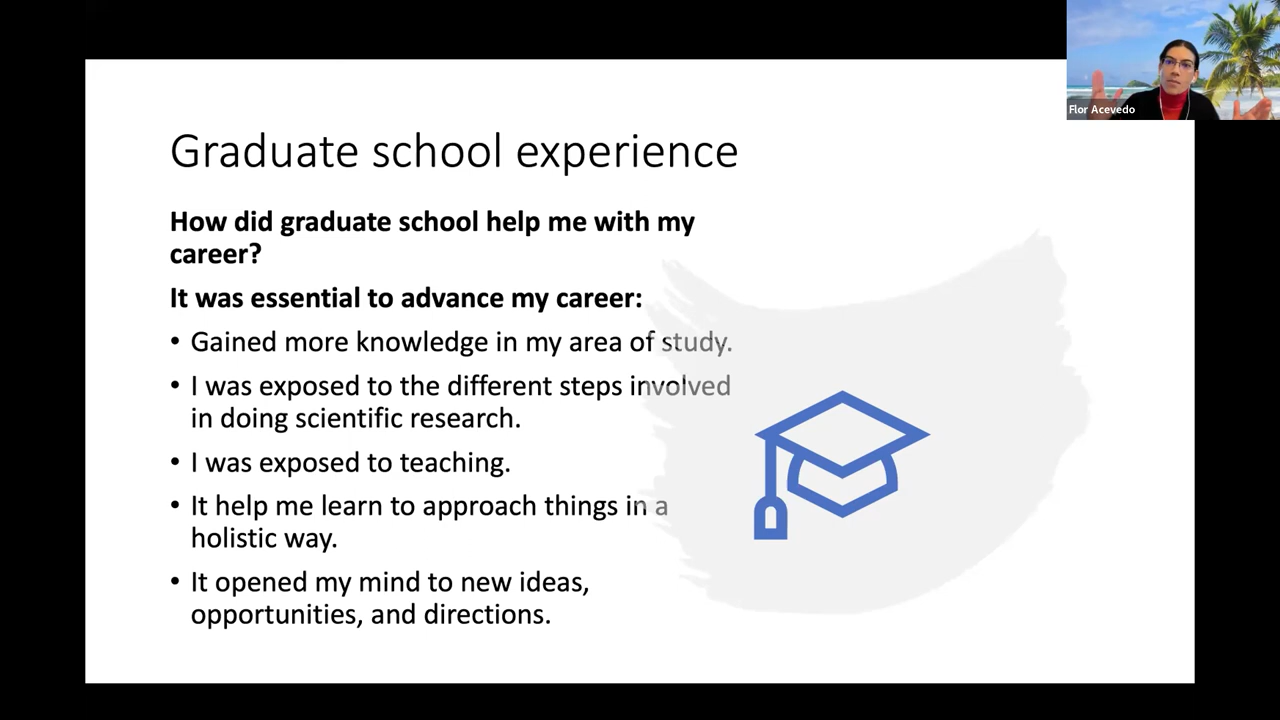 Flor Acevedo
Graduate school experience
How did graduate school help me with my
career?
It was essential to advance my career:
• Gained more knowledge in my area of study.
• I was exposed to the different steps involved
in doing scientific research.
• I was exposed to teaching.
• It help me learn to approach things in a
holistic way.
• It opened my mind to new ideas,
opportunities, and directions.